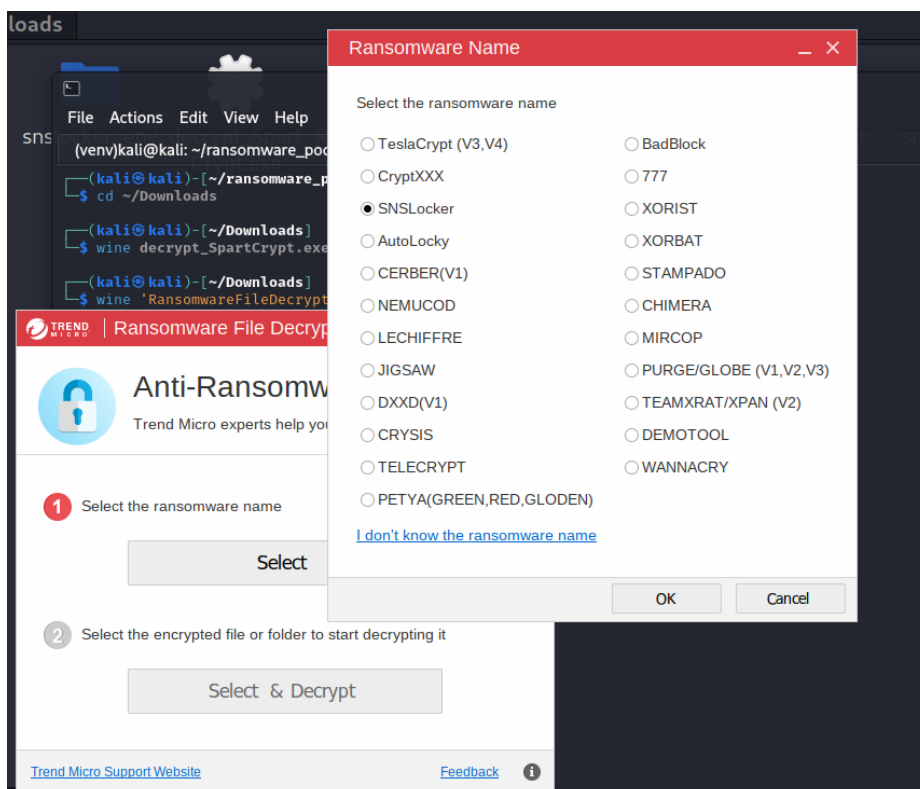 loads
Ransomware Name
Select the ransomware name
TeslaCrypt (V3,V4)
BadBlock
CryptXXX
777
SNSLocker
XORIST
AutoLocky
XORBAT
CERBER(V1)
STAMPADO
NEMUCOD
CHIMERA
LECHIFFRE
MIRCOP
JIGSAW
PURGE/GLOBE (V1,V2,V3)
DXXD(V1)
TEAMXRAT/XPAN (V2)
CRYSIS
DEMOTOOL
TELECRYPT
WANNACRY
PETYA(GREEN,RED,GLODEN)
I don't know the ransomware name
OK Cancel
File Actions Edit View Help
sns
(venv)kali@kali: ~/ransomware_poc
(kali㉿kali)-[~/ransomware_p
$ cd ~/Downloads
(kali㉿kali)-[~/Downloads]
$ wine decrypt_SpartCrypt.exe
(kali㉿kali)-[~/Downloads]
$ wine 'RansomwareFileDecrypt
TREND MICRO | Ransomware File Decryp
Anti-Ransomw
Trend Micro experts help you
1 Select the ransomware name
Select
2 Select the encrypted file or folder to start decrypting it
Select & Decrypt
Trend Micro Support Website
Feedback